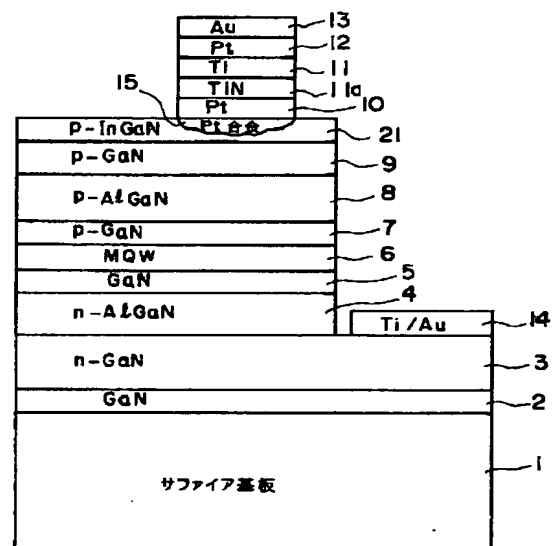 Au 13
Pt 12
Ti 11
TiN 11a
Pt 10
15 Pt合金
p-InGaN 21
p-GaN 9
p-AlGaN 8
p-GaN 7
MQW 6
GaN 5
n-AlGaN 4
Ti/Au 14
n-GaN 3
GaN 2
サファイア基板 1